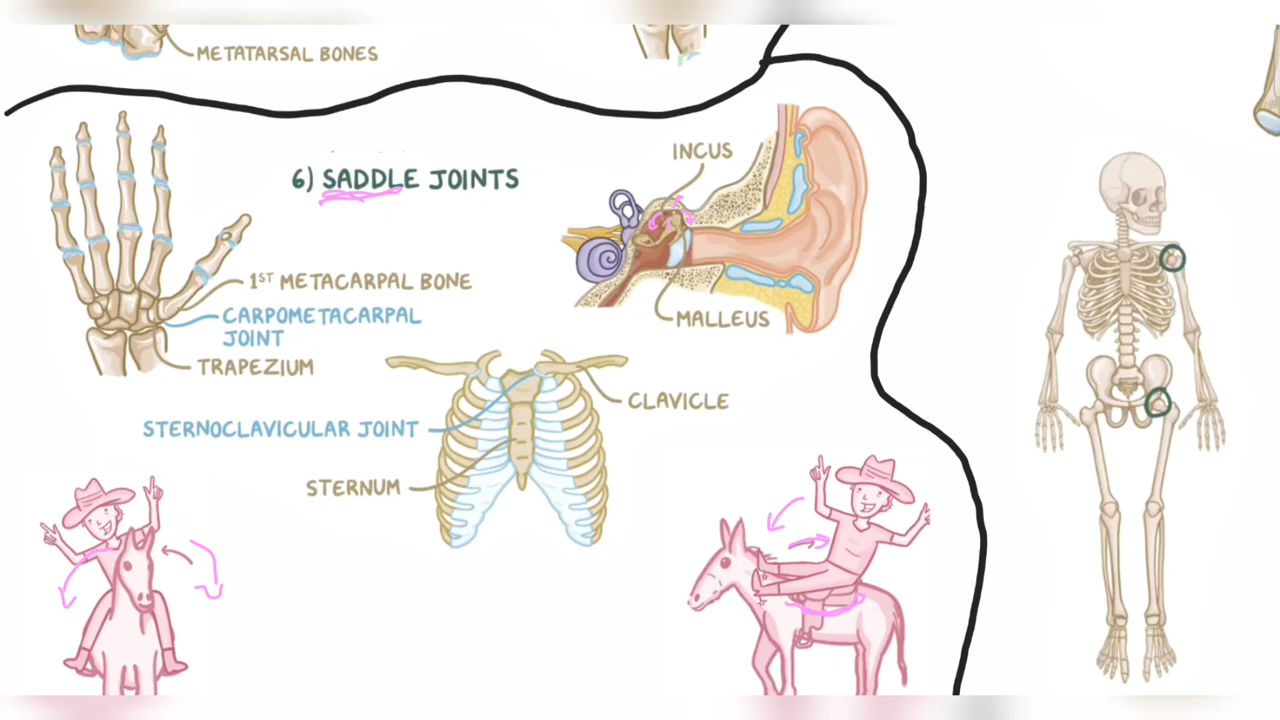 METATARSAL BONES
6) SADDLE JOINTS
INCUS
1ST METACARPAL BONE
CARPOMETACARPAL
JOINT
TRAPEZIUM
MALLEUS
CLAVICLE
STERNOCLAVICULAR JOINT
STERNUM